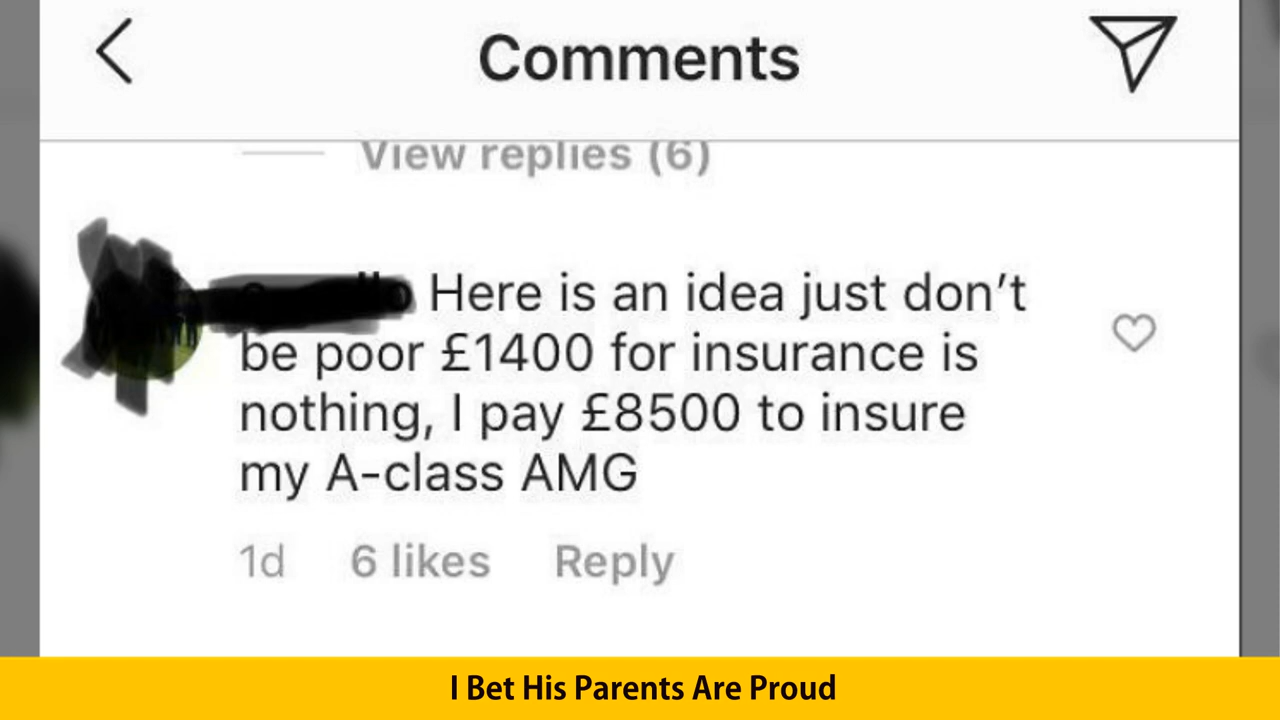 Comments
View replies (6)
Here is an idea just don’t
be poor £1400 for insurance is
nothing, I pay £8500 to insure
my A-class AMG
1d 6 likes Reply
I Bet His Parents Are Proud